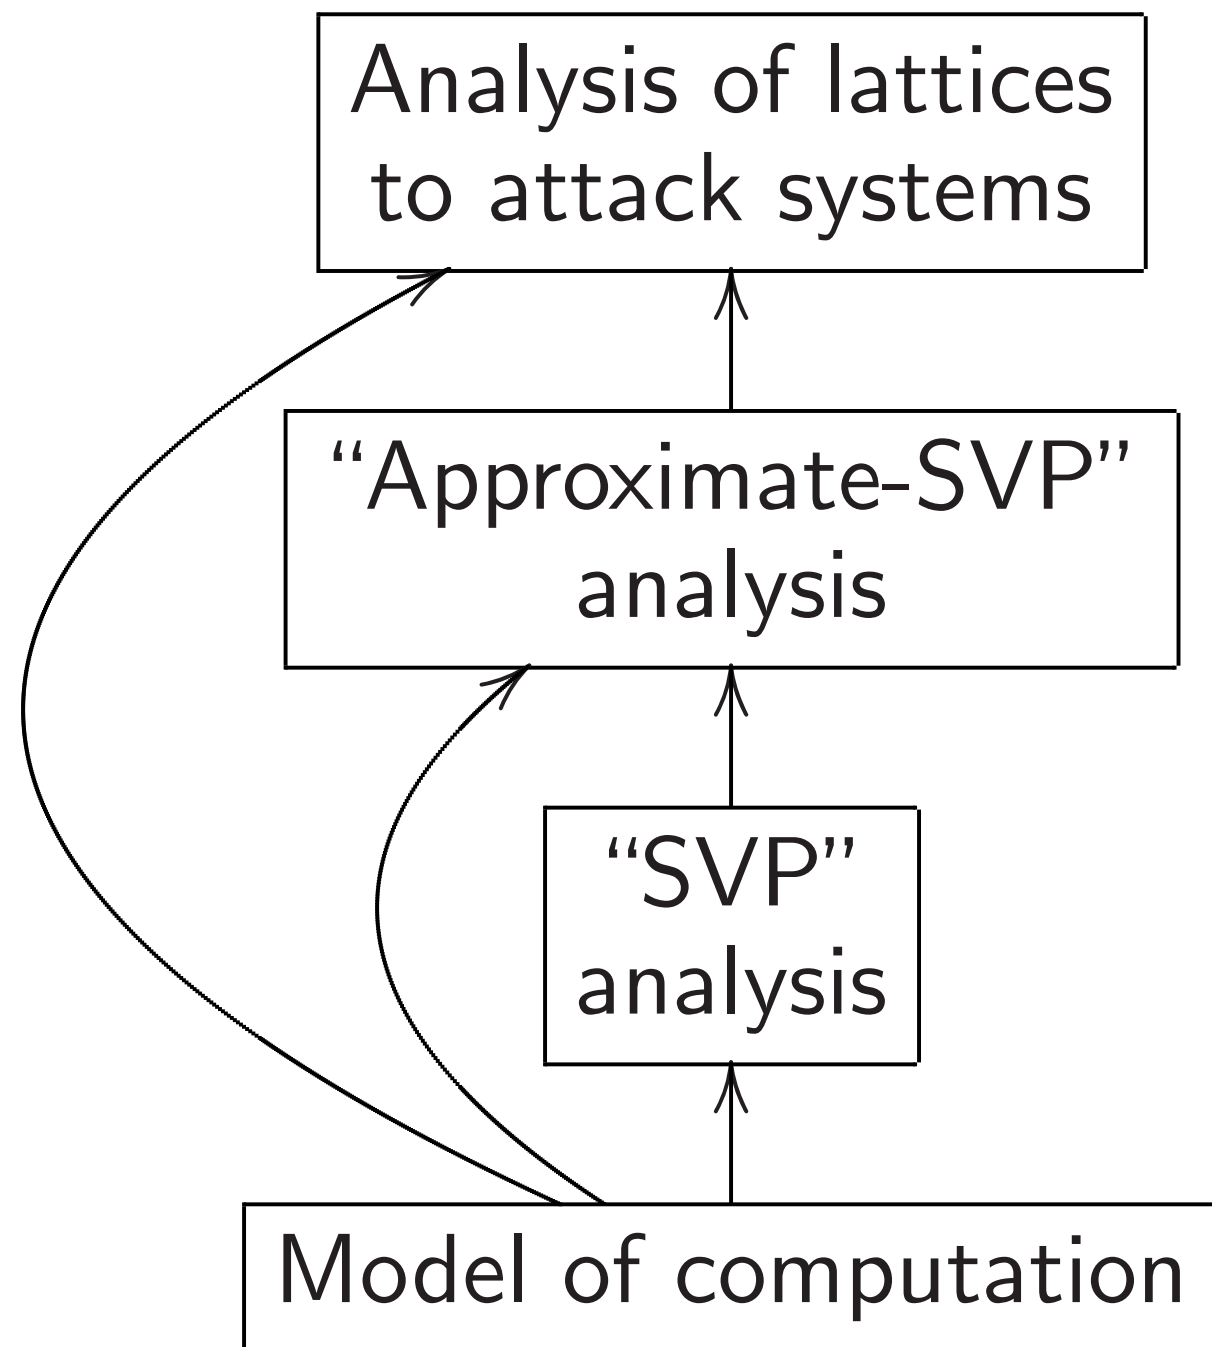 Analysis of lattices
to attack systems
“Approximate-SVP”
analysis
“SVP”
analysis
Model of computation